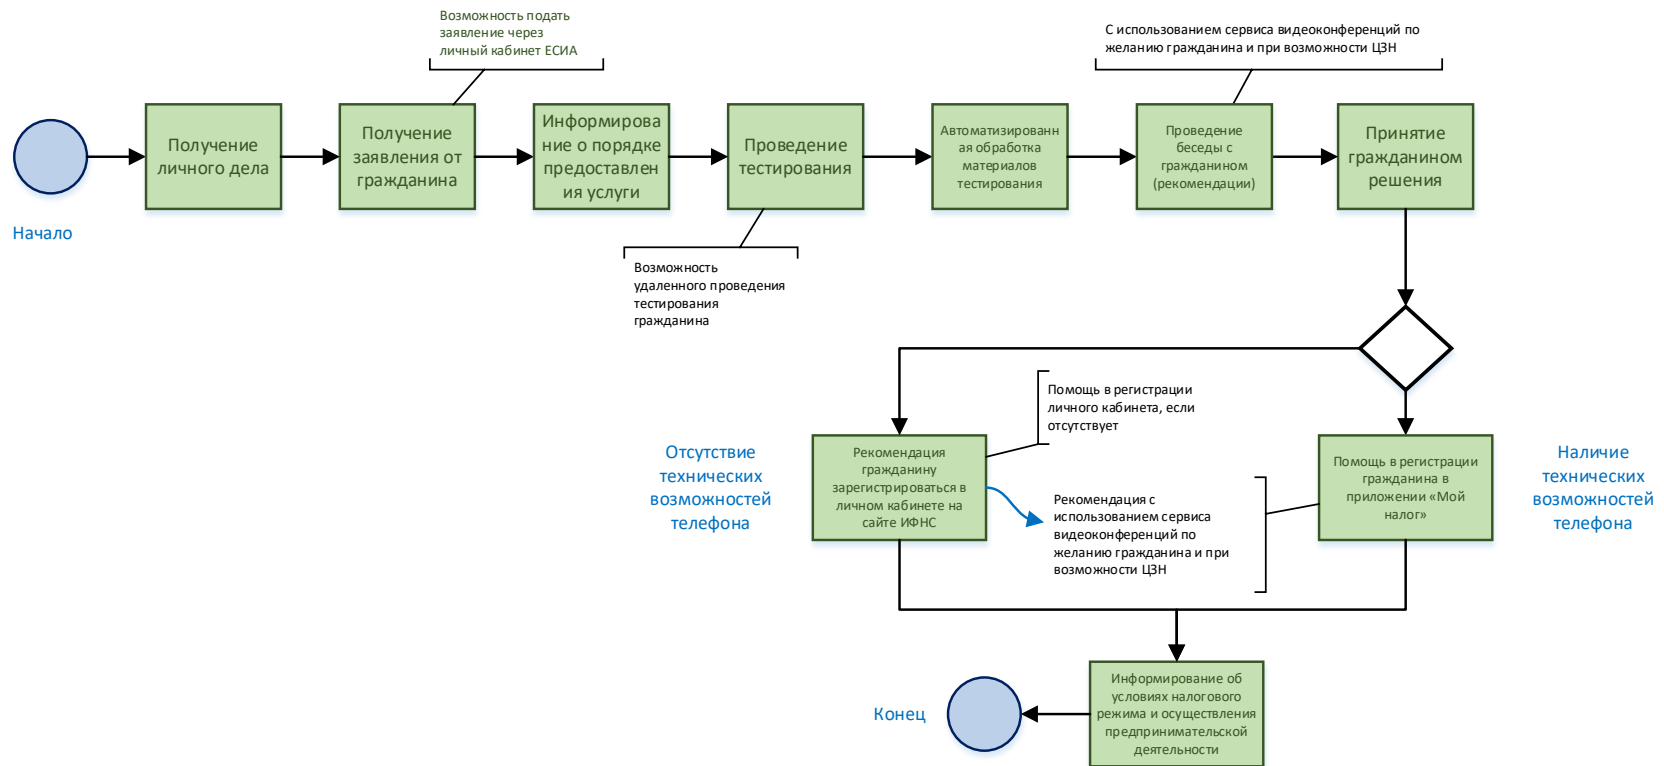 Возможность подать
заявление через
личный кабинет ЕСИА
С использованием сервиса видеоконференций по
желанию гражданина и при возможности ЦЗН
Начало
Получение
личного дела
Получение
заявления от
гражданина
Информирова
ние о порядке
предоставлен
ия услуги
Проведение
тестирования
Автоматизированн
ая обработка
материалов
тестирования
Проведение
беседы с
гражданином
(рекомендации)
Принятие
гражданином
решения
Возможность
удаленного проведения
тестирования
гражданина
Отсутствие
технических
возможностей
телефона
Рекомендация
гражданину
зарегистрироваться в
личном кабинете на
сайте ИФНС
Помощь в регистрации
личного кабинета, если
отсутствует
Рекомендация с
использованием сервиса
видеоконференций по
желанию гражданина и при
возможности ЦЗН
Помощь в регистрации
гражданина в
приложении «Мой
налог»
Наличие
технических
возможностей
телефона
Конец
Информирование об
условиях налогового
режима и осуществления
предпринимательской
деятельности